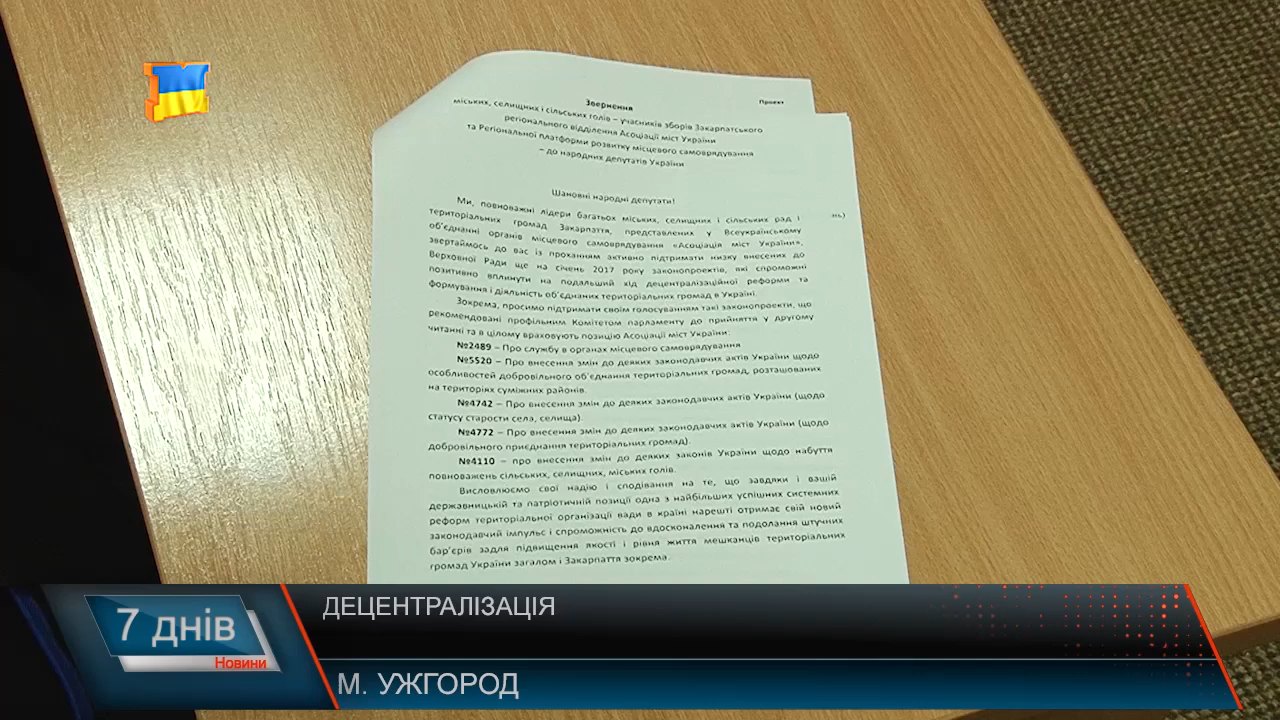 Проект
Звернення
міських, селищних і сільських голів – учасників зборів Закарпатського
регіонального відділення Асоціації міст України
та Регіональної платформи розвитку місцевого самоврядування
– до народних депутатів України
Шановні народні депутати!
Ми, повноважні лідери багатьох міських, селищних і сільських рад і
територіальних громад Закарпаття, представлених у Всеукраїнському
об'єднанні органів місцевого самоврядування «Асоціація міст України»,
звертаймось до вас із проханням активно підтримати низку внесених до
Верховної Ради ще на січень 2017 року законопроектів, які спроможні
позитивно вплинути на подальший хід децентралізаційної реформи та
формування і діяльність об'єднаних територіальних громад в Україні.
Зокрема, просимо підтримати своїм голосуванням такі законопроекти, що
рекомендовані профільним Комітетом парламенту до прийняття у другому
читанні та в цілому враховують позицію Асоціації міст України:
№2489 – Про службу в органах місцевого самоврядування
№5520 – Про внесення змін до деяких законодавчих актів України щодо
особливостей добровільного об'єднання територіальних громад, розташованих
на територіях суміжних районів.
№4742 – Про внесення змін до деяких законодавчих актів України (щодо
статусу старости села, селища).
№4772 – Про внесення змін до деяких законодавчих актів України (щодо
добровільного приєднання територіальних громад).
№4110 – про внесення змін до деяких законів України щодо набуття
повноважень сільських, селищних, міських голів.
Висловлюємо свої надію і сподівання на те, що завдяки і вашій
державницькій та патріотичній позиції одна з найбільших успішних системних
реформ територіальної організації вади в країні нарешті отримає свій новий
законодавчий імпульс і спроможність до вдосконалення та подолання штучних
бар'єрів задля підвищення якості і рівня життя мешканців територіальних
громад України загалом і Закарпаття зокрема.
нь)
7 днів
Новини
ДЕЦЕНТРАЛІЗАЦІЯ
М. УЖГОРОД